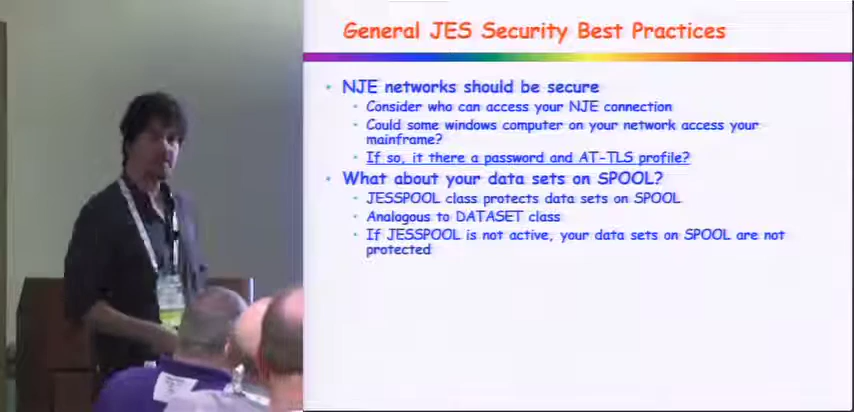 General JES Security Best Practices
NJE networks should be secure
Consider who can access your NJE connection
Could some windows computer on your network access your
mainframe?
If so, it there a password and AT-TLS profile?
What about your data sets on SPOOL?
JESSPOOL class protects data sets on SPOOL
Analogous to DATASET class
If JESSPOOL is not active, your data sets on SPOOL are not
protected